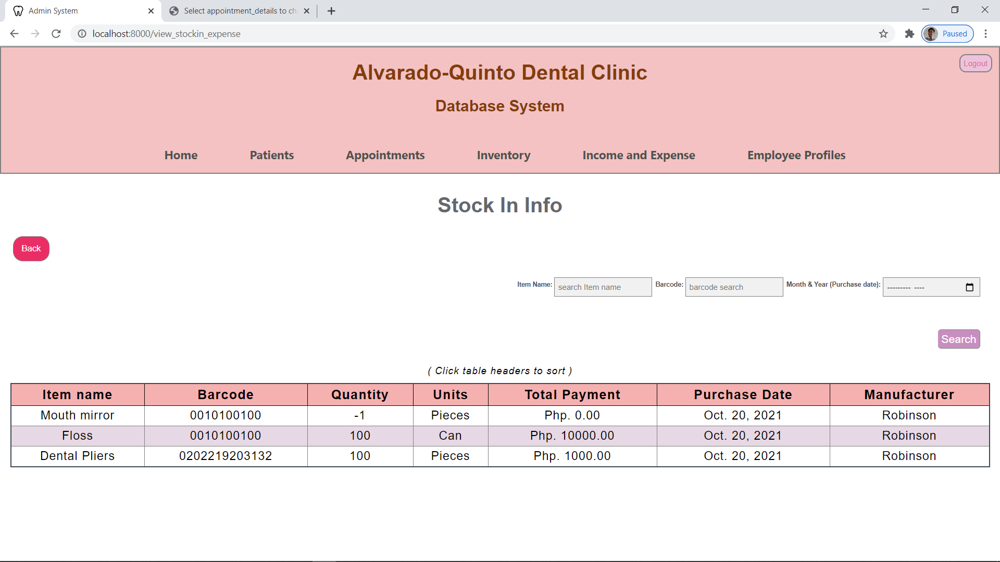 Admin System
Select appointment_details to ch
localhost:8000/view_stockin_expense
Paused
Alvarado-Quinto Dental Clinic
Logout
Database System
Home Patients Appointments Inventory Income and Expense Employee Profiles
Stock In Info
Back
Item Name: search Item name Barcode: barcode search Month & Year (Purchase date): --------- ----
Search
( Click table headers to sort )
Item name Barcode Quantity Units Total Payment Purchase Date Manufacturer
Mouth mirror 0010100100 -1 Pieces Php. 0.00 Oct. 20, 2021 Robinson
Floss 0010100100 100 Can Php. 10000.00 Oct. 20, 2021 Robinson
Dental Pliers 0202219203132 100 Pieces Php. 1000.00 Oct. 20, 2021 Robinson